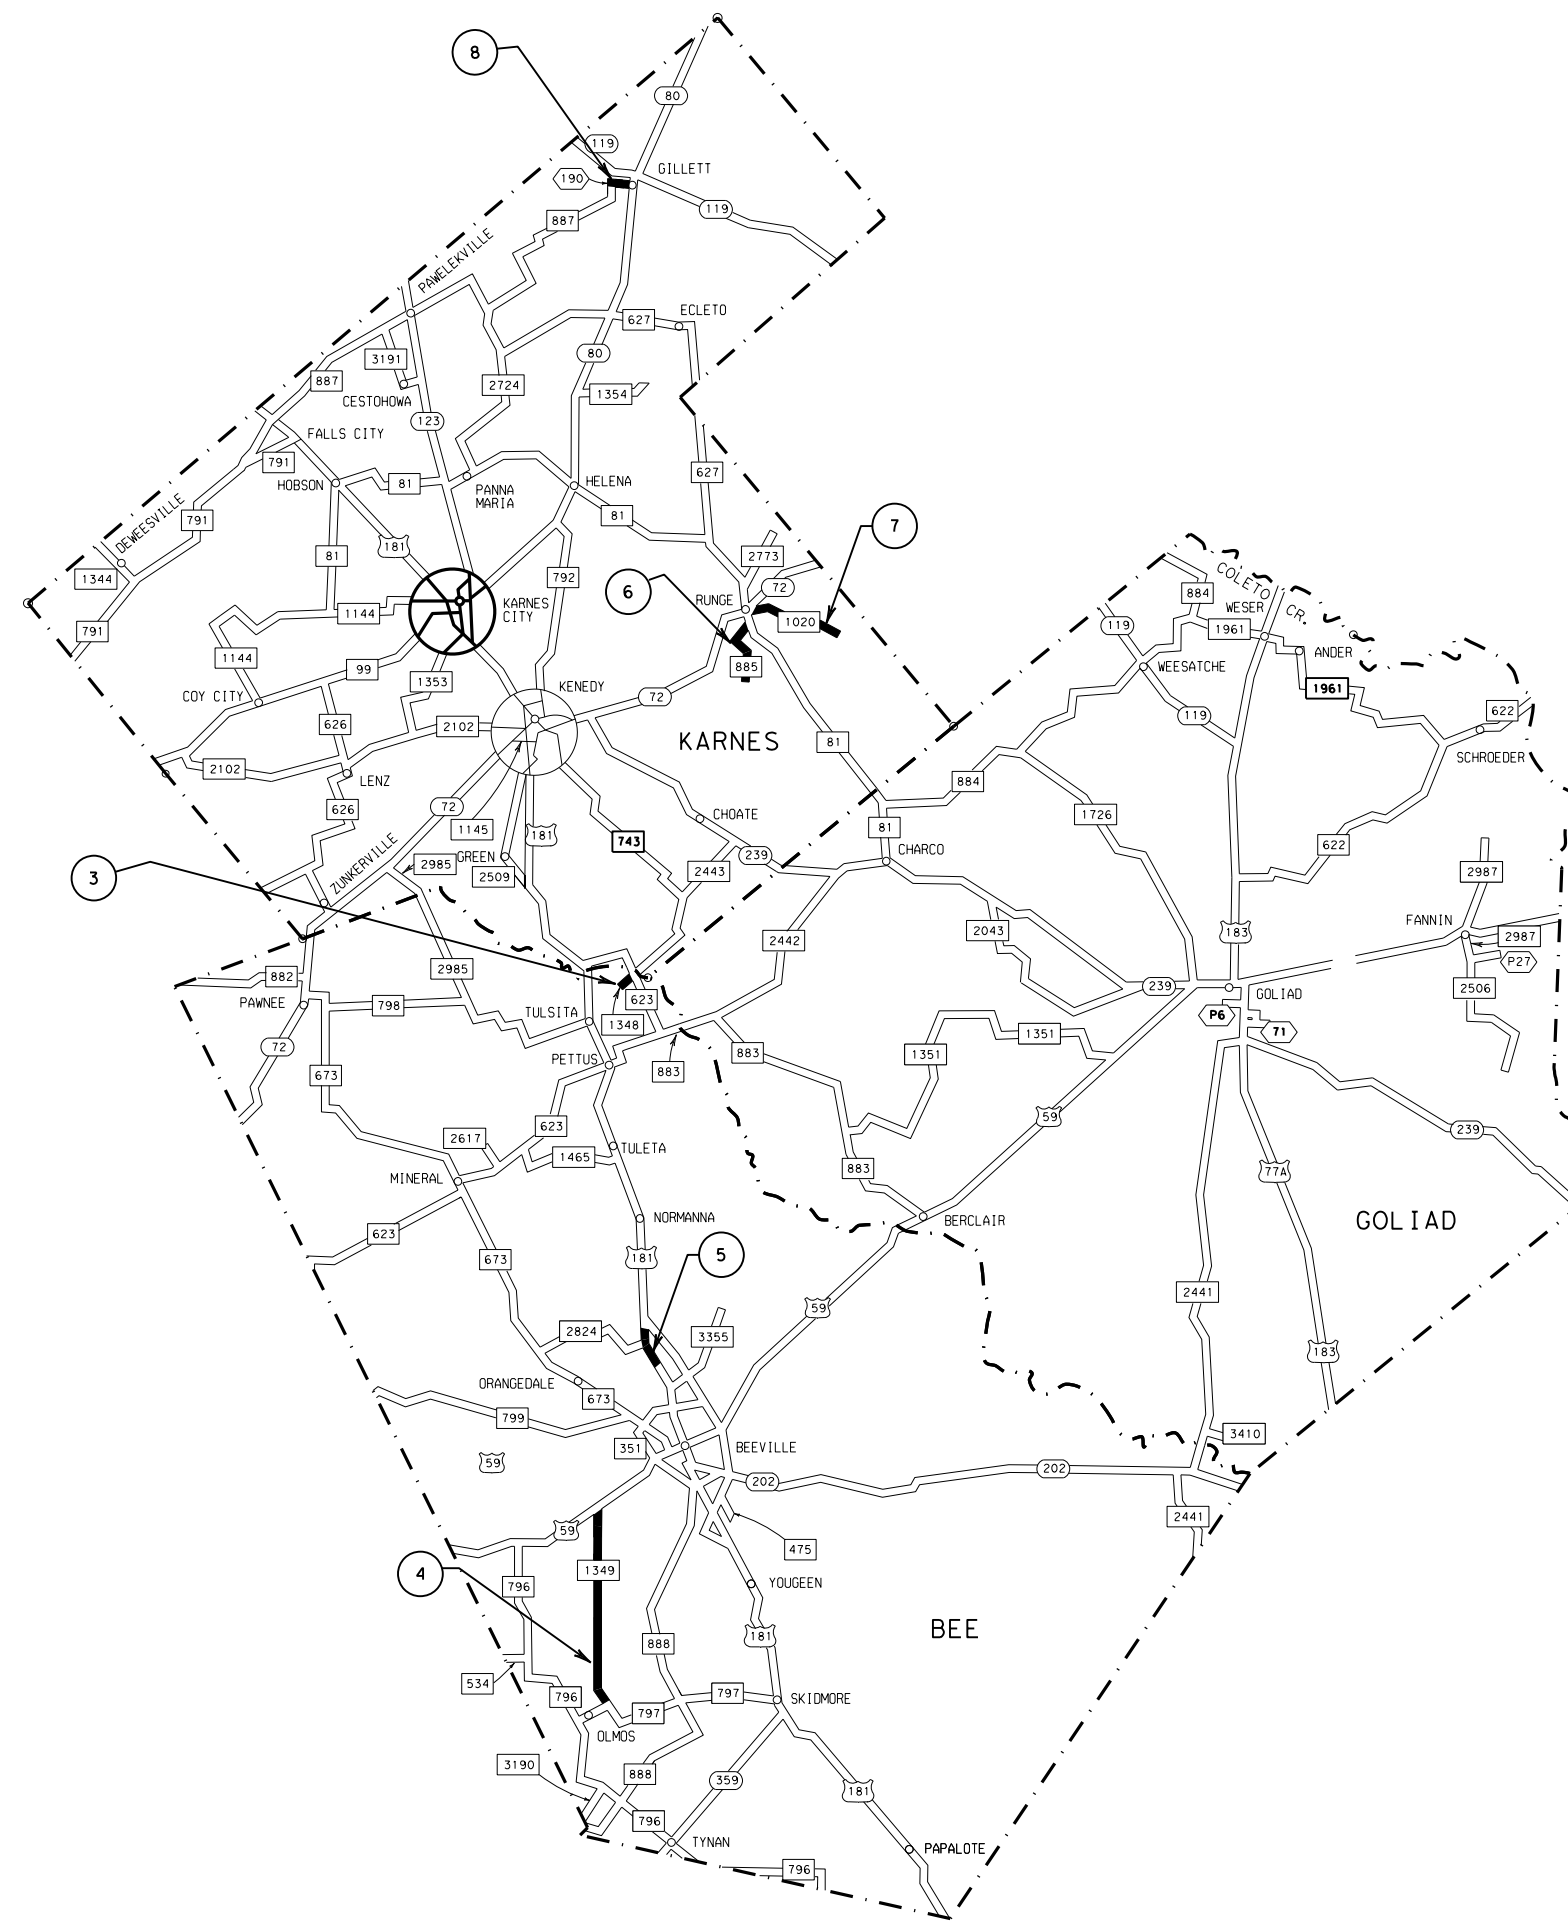 8
80
119
GILLETT
190
119
887
PAWELEKVILLE
627
ECLETO
80
3191
887
2724
1354
CESTOHOWA
123
FALLS CITY
791
627
HOBSON
81
HELENA
PANNA
MARIA
81
7
DEWEESVILLE
791
181
2773
81
792
6
72
1344
RUNGE
KARNES
CITY
1144
1020
791
1144
99
885
1353
KENEDY
COY CITY
72
626
2102
KARNES
81
2102
LENZ
626
72
CHOATE
1145
181
743
239
ZUNKERVILLE
2985
GREEN
2443
2509
3
COLETO
CR.
884
WESER
119
1961
ANDER
WEESATCHE
1961
119
622
SCHROEDER
884
1726
81
CHARCO
622
2987
FANNIN
2987
P27
2043
183
2442
2985
882
239
GOLIAD
2506
PAWNEE
798
623
TULSITA
1348
P6
71
72
PETTUS
883
883
1351
1351
673
59
623
2617
239
TULETA
1465
883
77A
MINERAL
NORMANNA
BERCLAIR
GOLIAD
623
673
181
5
2441
59
2824
3355
183
ORANGEDALE
673
799
351
BEEVILLE
3410
59
202
202
59
2441
475
1349
4
796
YOUGEEN
BEE
181
888
534
796
797
797
SKIDMORE
OLMOS
3190
888
359
181
796
TYNAN
PAPALOTE
796